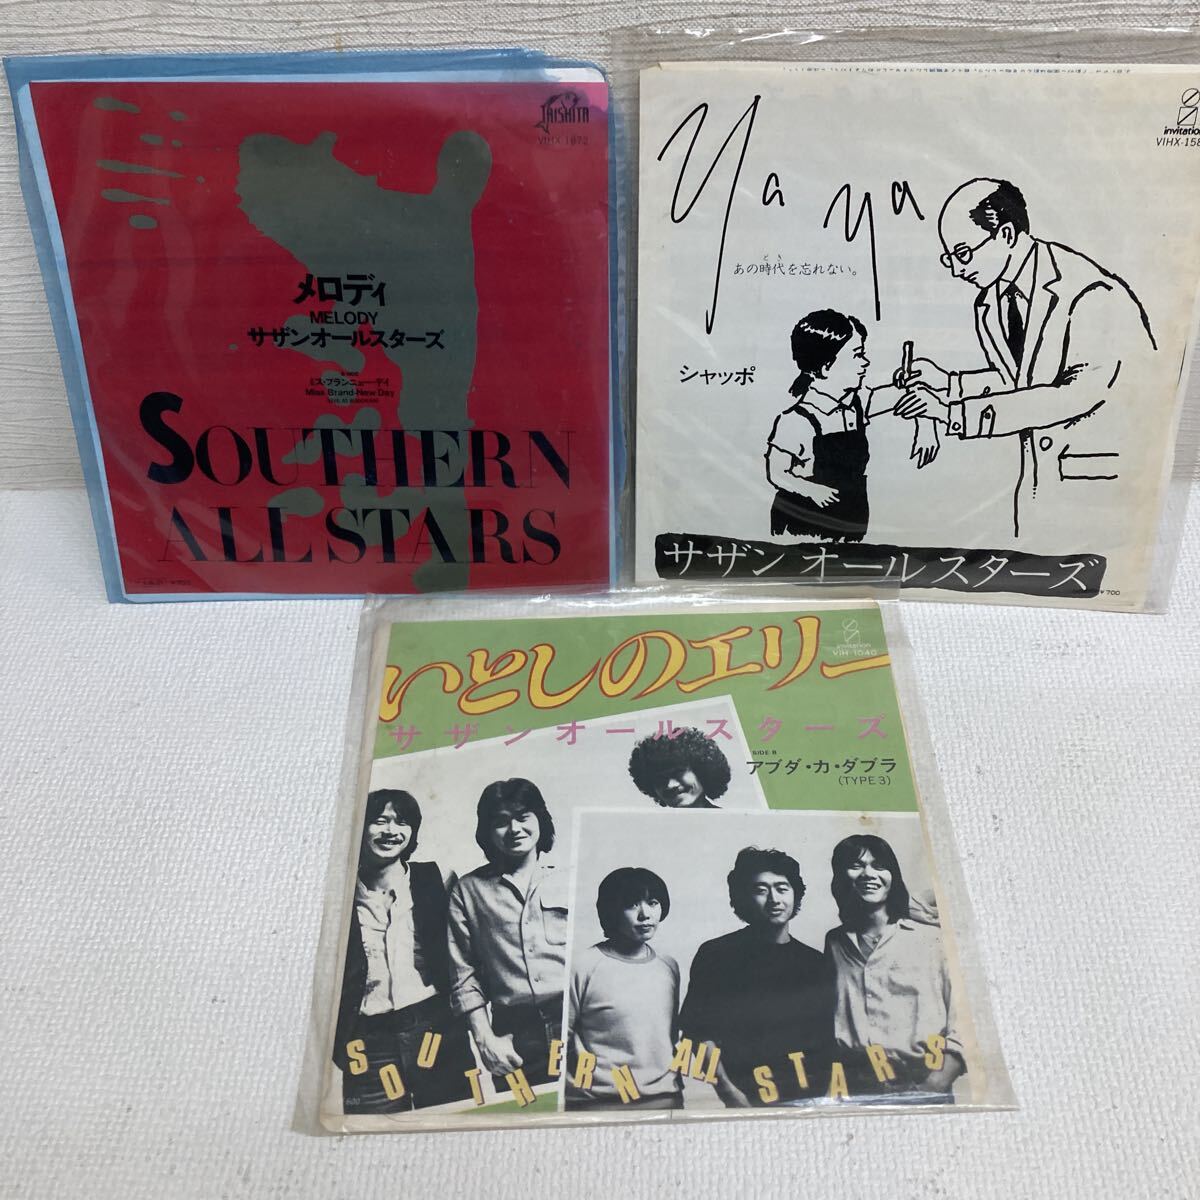 TAISHITA
VIHX-1672
メロディ
MELODY
サザンオールスターズ
ミス・ブランニュー・デイ
Miss Brand-New Day
SOUTHERN
ALL STARS
invitation
VIHX-158
Ya Ya
あの時代を忘れない。
とき
シャッポ
サザン オールスターズ
¥700
invitation
VIH-1040
いとしのエリー
サザンオールスターズ
SIDE B
アブダ・カ・ダブラ
(TYPE 3)
SOUTHERN ALL STARS
600